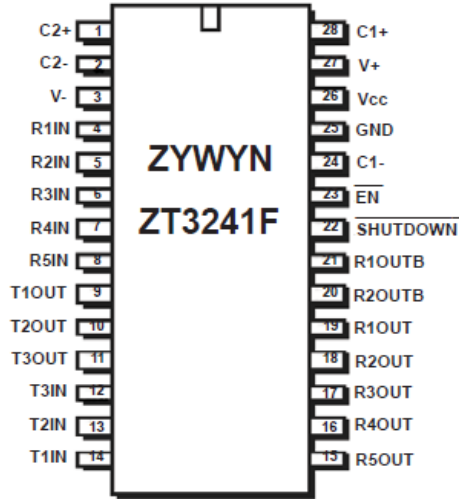 C2+ 1 28 C1+
C2- 2 27 V+
V- 3 26 Vcc
R1IN 4 25 GND
R2IN 5 24 C1-
ZYWYN
R3IN 6 23 EN
ZT3241F
R4IN 7 22 SHUTDOWN
R5IN 8 21 R1OUTB
T1OUT 9 20 R2OUTB
T2OUT 10 19 R1OUT
T3OUT 11 18 R2OUT
T3IN 12 17 R3OUT
T2IN 13 16 R4OUT
T1IN 14 15 R5OUT